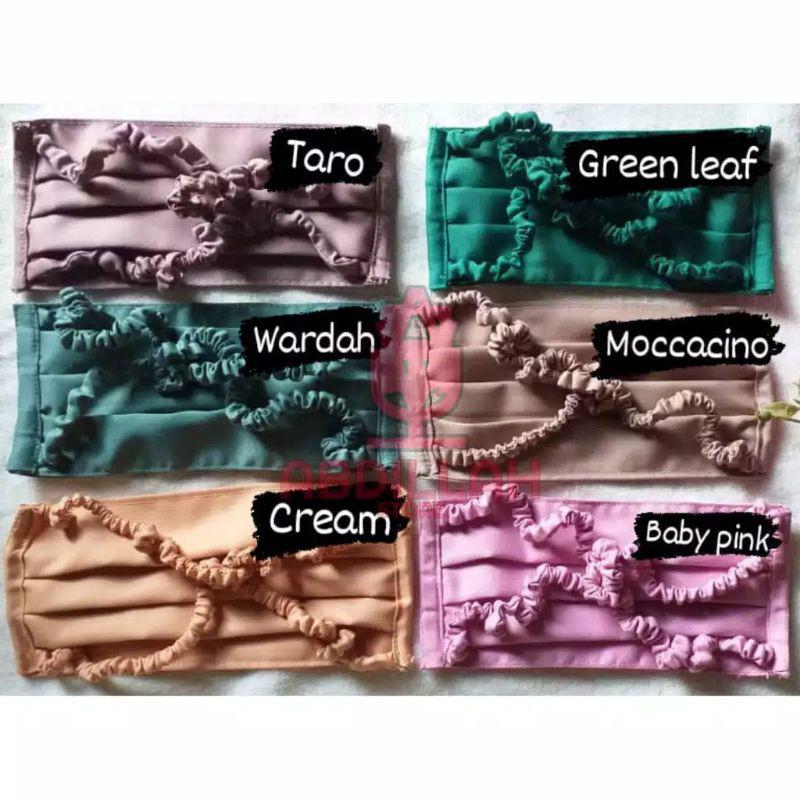 Taro
Green leaf
Wardah
Moccacino
ABDILLAH
Cream
Baby pink